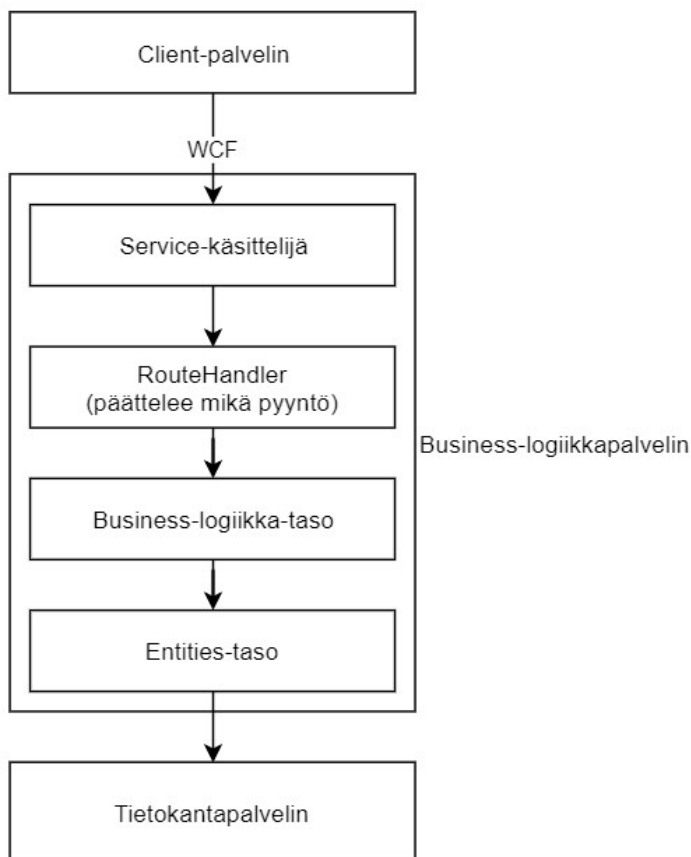 Client-palvelin
WCF
Service-käsittelijä
RouteHandler
(päättelee mikä pyyntö)
Business-logiikkapalvelin
Business-logiikka-taso
Entities-taso
Tietokantapalvelin